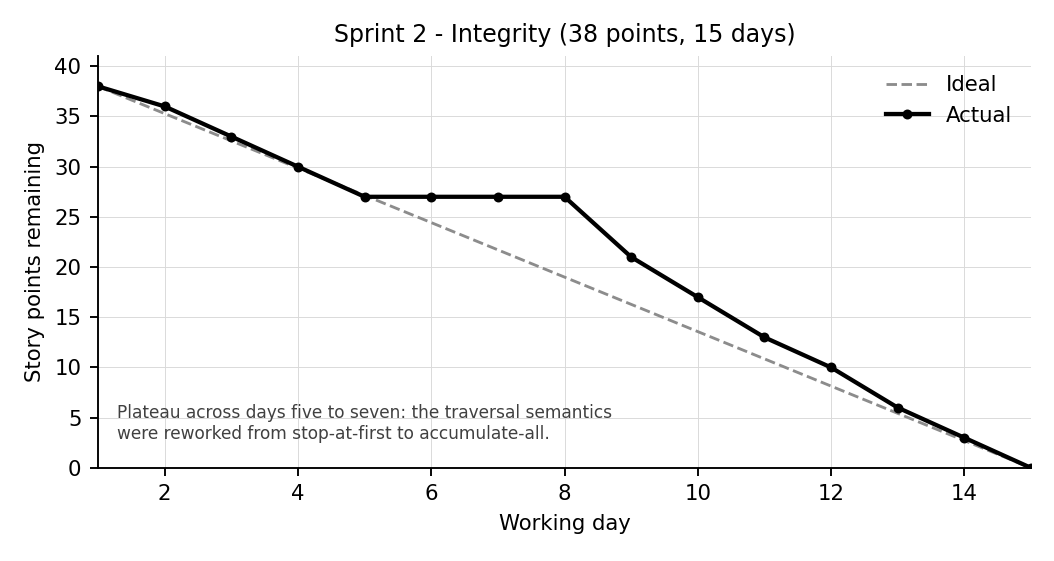 Sprint 2 - Integrity (38 points, 15 days)
40
35
30
25
20
15
10
5
0
Story points remaining
Ideal
Actual
Plateau across days five to seven: the traversal semantics
were reworked from stop-at-first to accumulate-all.
2 4 6 8 10 12 14
Working day